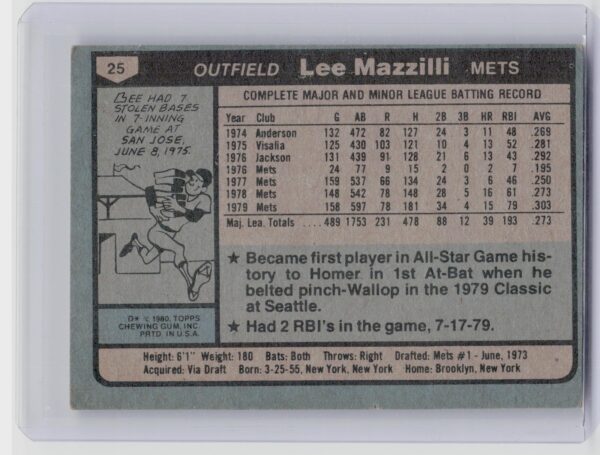 25 OUTFIELD Lee Mazzilli METS
LEE HAD 7
STOLEN BASES
IN 7-INNING
GAME AT
SAN JOSE,
JUNE 8, 1975.
COMPLETE MAJOR AND MINOR LEAGUE BATTING RECORD
Year Club G AB R H 2B 3B HR RBI AVG
1974 Anderson 132 472 82 127 24 3 11 48 .269
1975 Visalia 125 430 103 121 10 4 13 52 .281
1976 Jackson 131 439 91 128 21 6 13 43 .292
1976 Mets 24 77 9 15 2 0 2 7 .195
1977 Mets 159 537 66 134 24 3 6 46 .250
1978 Mets 148 542 78 148 28 5 16 61 .273
1979 Mets 158 597 78 181 34 4 15 79 .303
Maj. Lea. Totals .... 489 1753 231 478 88 12 39 193 .273
★ Became first player in All-Star Game his-
tory to Homer in 1st At-Bat when he
belted pinch-Wallop in the 1979 Classic
at Seattle.
★ Had 2 RBI's in the game, 7-17-79.
D* © 1980, TOPPS
CHEWING GUM, INC.
PRTD. IN U.S.A.
Height: 6'1" Weight: 180 Bats: Both Throws: Right Drafted: Mets #1 - June, 1973
Acquired: Via Draft Born: 3-25-55, New York, New York Home: Brooklyn, New York